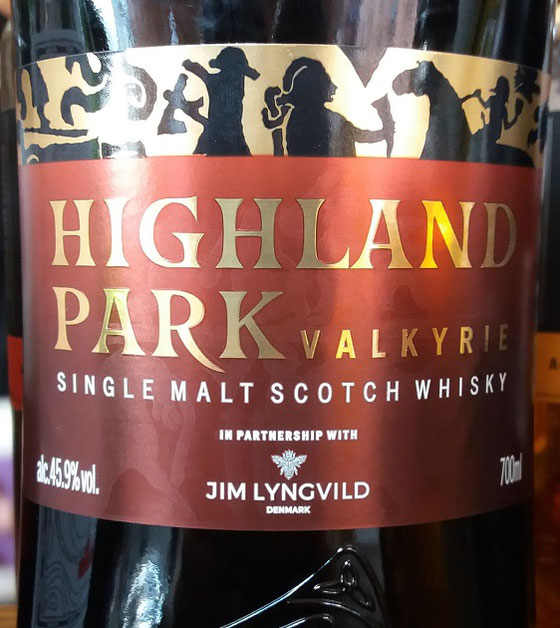 HIGHLAND
PARK VALKYRIE
SINGLE MALT SCOTCH WHISKY
IN PARTNERSHIP WITH
alc.45.9%vol.
JIM LYNGVILD
700ml
DENMARK